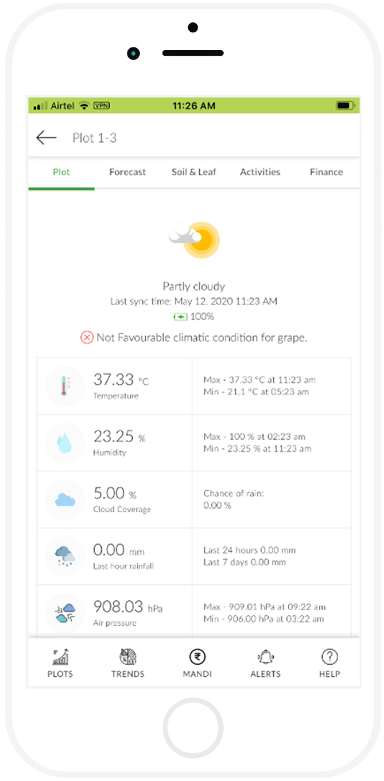 Airtel VPN 11:26 AM
Plot 1-3
Plot Forecast Soil & Leaf Activities Finance
Partly cloudy
Last sync time: May 12, 2020 11:23 AM
100%
Not Favourable climatic condition for grape.
37.33 °C
Temperature
Max - 37.33 °C at 11:23 am
Min - 21.1 °C at 05:23 am
23.25 %
Humidity
Max - 100 % at 02:23 am
Min - 23.25 % at 11:23 am
5.00 %
Cloud Coverage
Chance of rain:
0.00 %
0.00 mm
Last hour rainfall
Last 24 hours 0.00 mm
Last 7 days 0.00 mm
908.03 hPa
Air pressure
Max - 909.01 hPa at 09:22 am
Min - 906.00 hPa at 03:22 am
PLOTS TRENDS MANDI ALERTS HELP